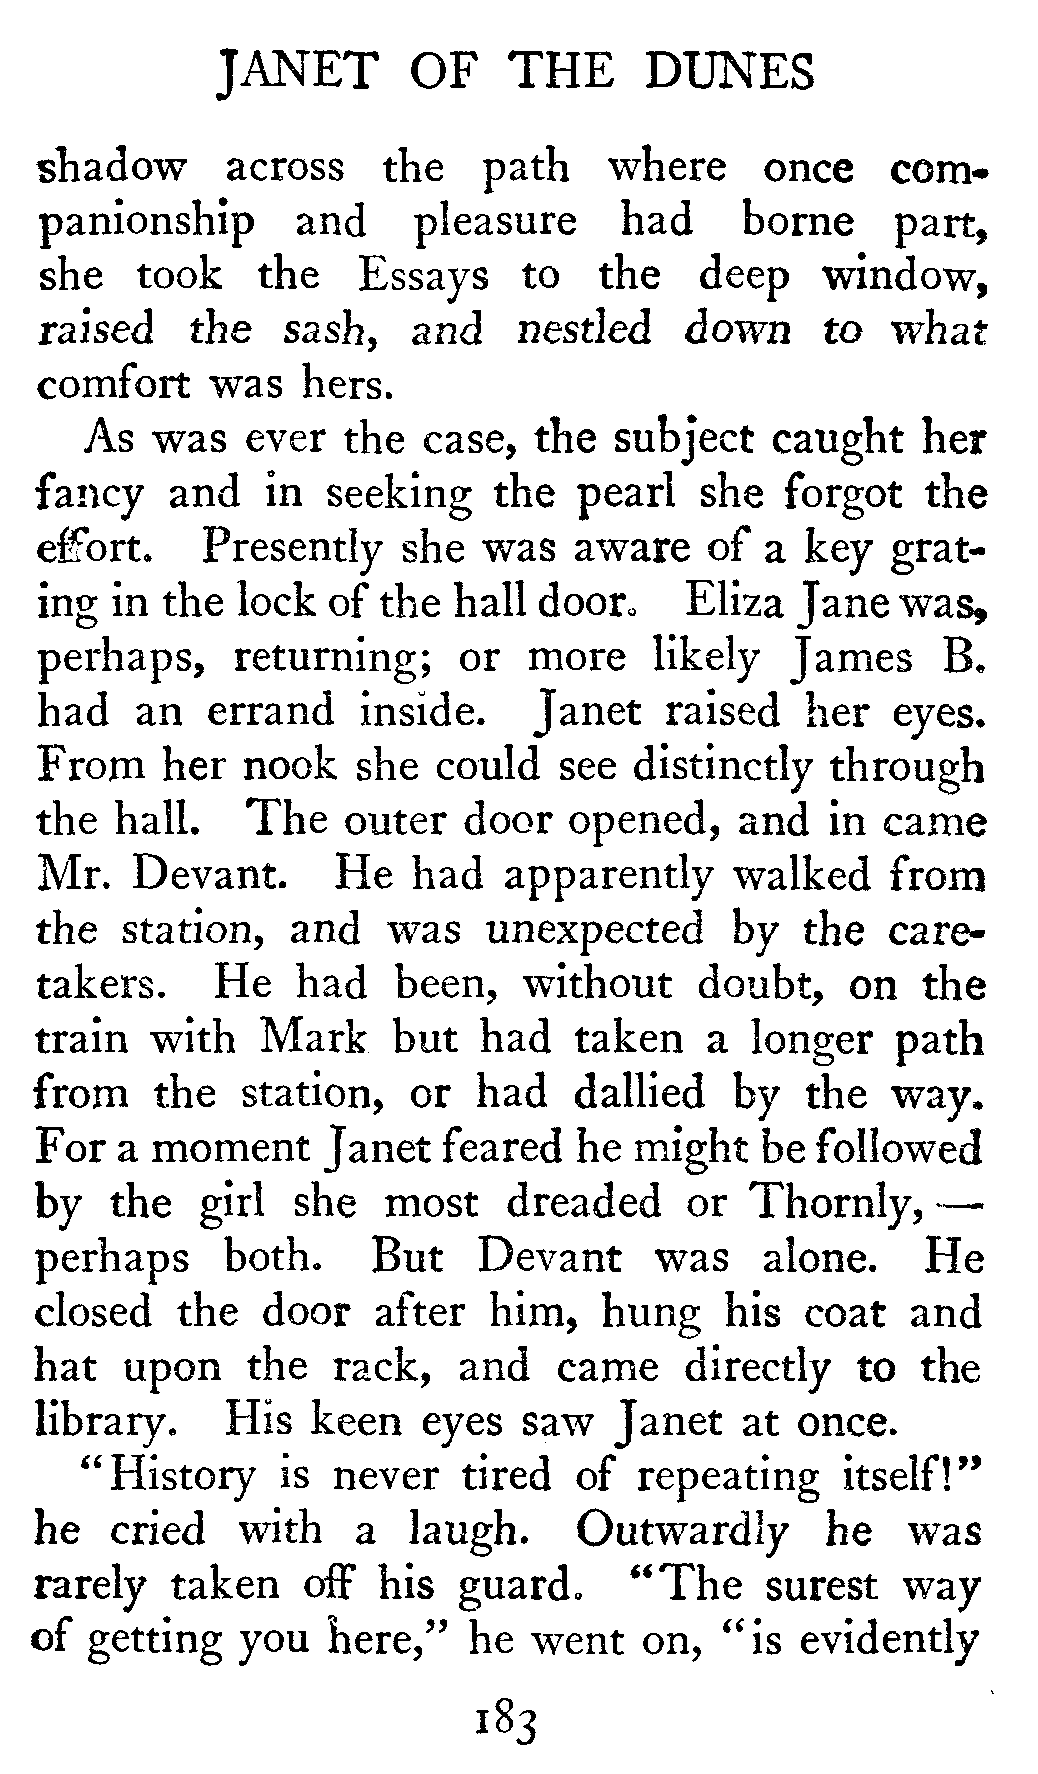 JANET OF THE DUNES
shadow across the path where once com-
panionship and pleasure had borne part,
she took the Essays to the deep window,
raised the sash, and nestled down to what
comfort was hers.
As was ever the case, the subject caught her
fancy and in seeking the pearl she forgot the
effort. Presently she was aware of a key grat-
ing in the lock of the hall door. Eliza Jane was,
perhaps, returning; or more likely James B.
had an errand inside. Janet raised her eyes.
From her nook she could see distinctly through
the hall. The outer door opened, and in came
Mr. Devant. He had apparently walked from
the station, and was unexpected by the care-
takers. He had been, without doubt, on the
train with Mark but had taken a longer path
from the station, or had dallied by the way.
For a moment Janet feared he might be followed
by the girl she most dreaded or Thornly, —
perhaps both. But Devant was alone. He
closed the door after him, hung his coat and
hat upon the rack, and came directly to the
library. His keen eyes saw Janet at once.
"History is never tired of repeating itself!"
he cried with a laugh. Outwardly he was
rarely taken off his guard. "The surest way
of getting you here," he went on, "is evidently
183